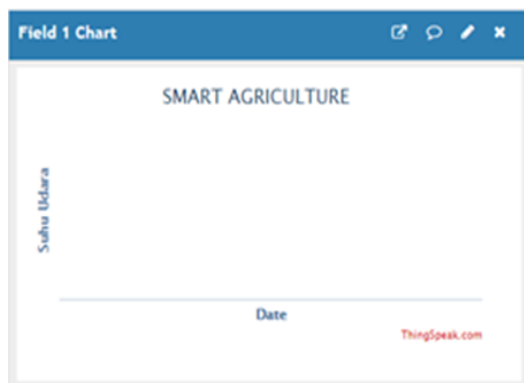 Field 1 Chart
SMART AGRICULTURE
Suhu Udara
Date
ThingSpeak.com